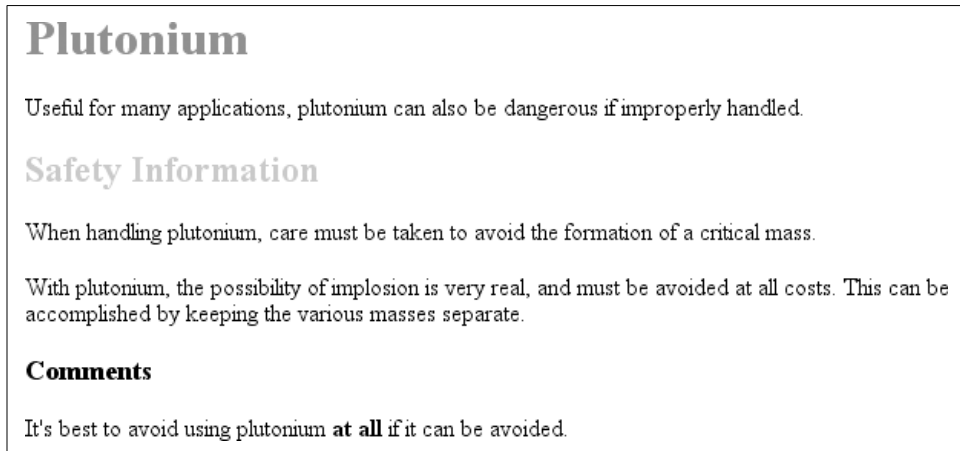 Plutonium
Useful for many applications, plutonium can also be dangerous if improperly handled.
Safety Information
When handling plutonium, care must be taken to avoid the formation of a critical mass.
With plutonium, the possibility of implosion is very real, and must be avoided at all costs. This can be
accomplished by keeping the various masses separate.
Comments
It's best to avoid using plutonium at all if it can be avoided.